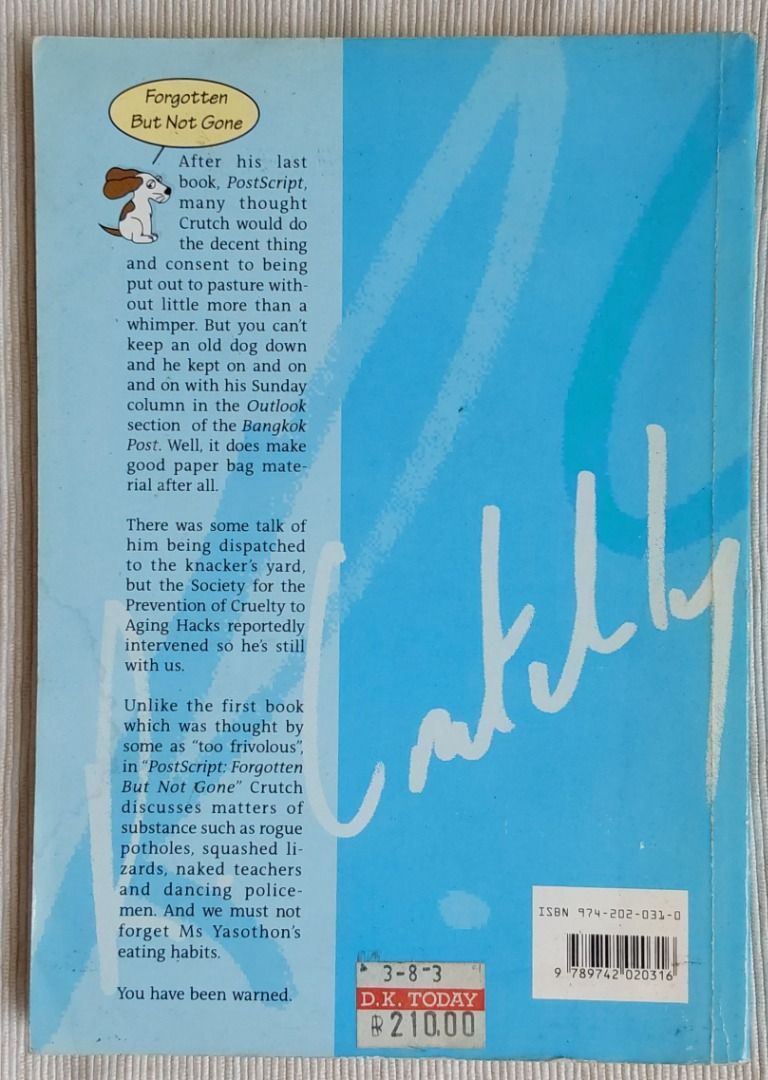 Forgotten
But Not Gone
After his last
book, PostScript,
many thought
Crutch would do
the decent thing
and consent to being
put out to pasture with-
out little more than a
whimper. But you can't
keep an old dog down
and he kept on and on
and on with his Sunday
column in the Outlook
section of the Bangkok
Post. Well, it does make
good paper bag mate-
rial after all.
There was some talk of
him being dispatched
to the knacker's yard,
but the Society for the
Prevention of Cruelty to
Aging Hacks reportedly
intervened so he's still
with us.
Unlike the first book
which was thought by
some as "too frivolous",
in "PostScript: Forgotten
But Not Gone" Crutch
discusses matters of
substance such as rogue
potholes, squashed li-
zards, naked teachers
and dancing police-
men. And we must not
forget Ms Yasothon's
eating habits.
You have been warned.
ISBN 974-202-031-0
9 789742 020316
3-8-3
D.K. TODAY
210.00